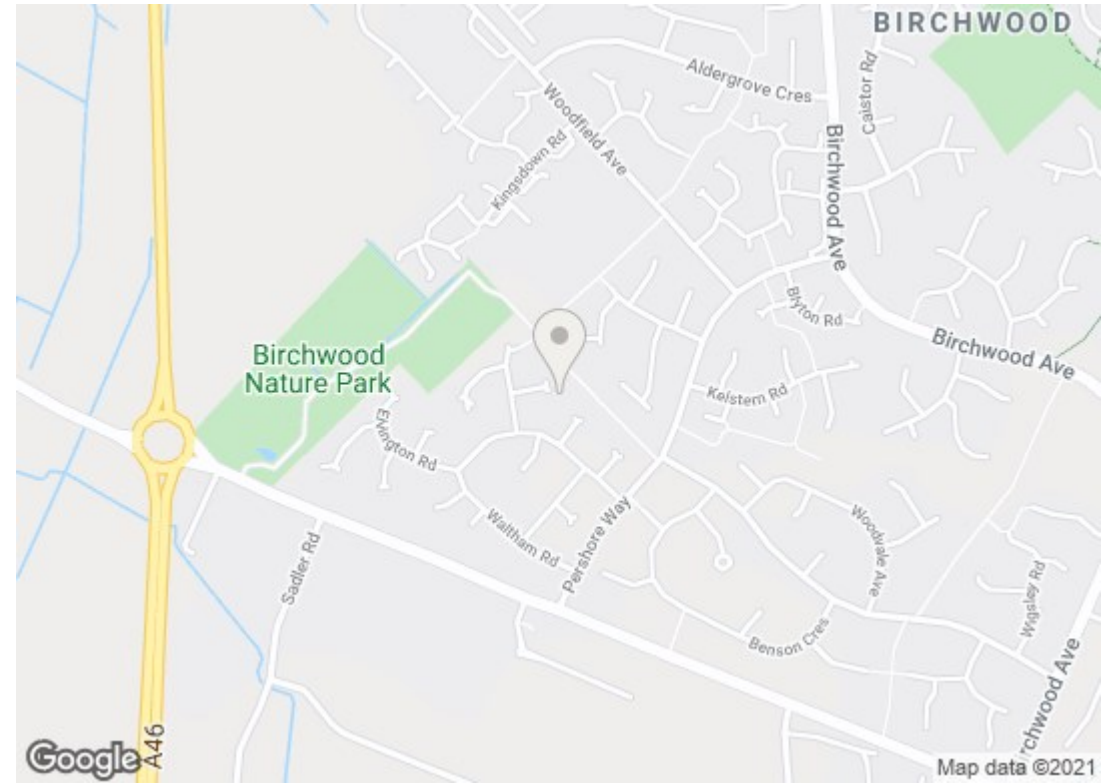 BIRCHWOOD
Aldergrove Cres
Caistor Rd
Woodfield Ave
Birchwood Ave
Kingsdown Rd
Blyton Rd
Birchwood Ave
Birchwood
Nature Park
Kelstern Rd
Elvington Rd
Pershore Way
Woodvale Ave
Waltham Rd
Sadler Rd
Wigsley Rd
Benson Cres
irchwood Ave
A46
Google
Map data ©2021